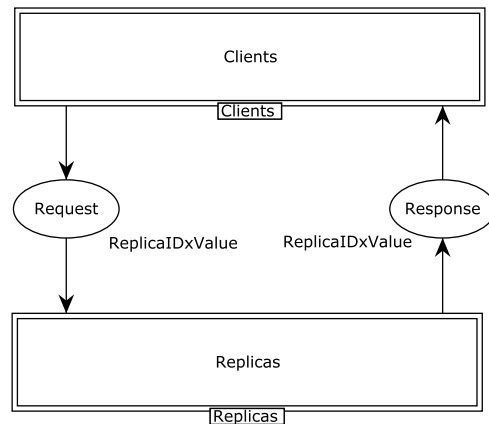 Clients
Clients
Request
Response
ReplicaIDxValue
ReplicaIDxValue
Replicas
Replicas